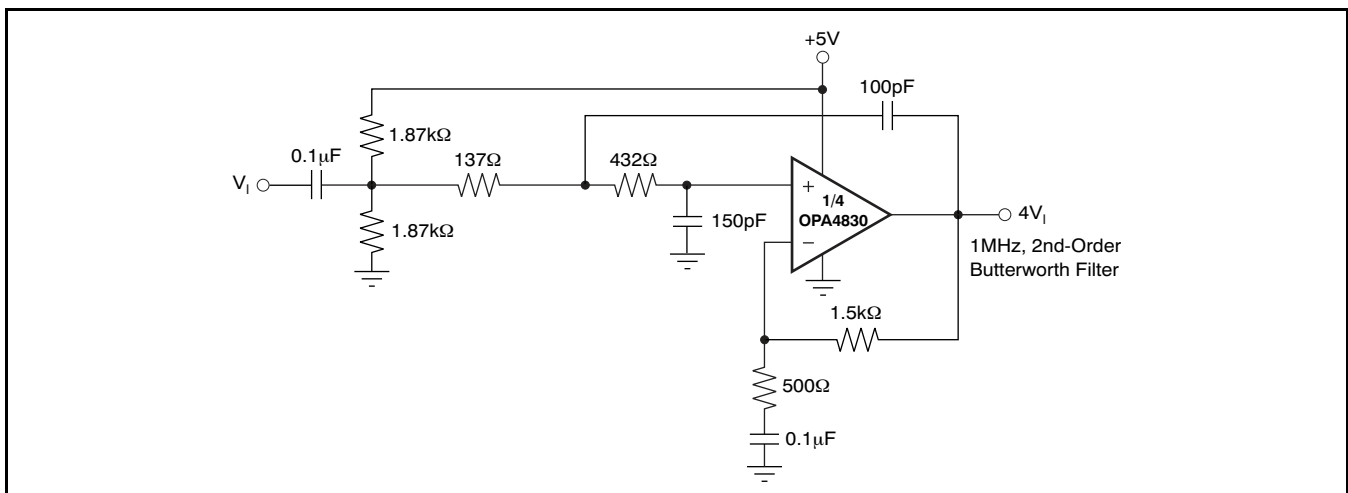 +5V
100pF
1.87kΩ
0.1μF
137Ω
432Ω
V_I
+
1/4
OPA4830
−
150pF
1.87kΩ
4V_I
1MHz, 2nd-Order
Butterworth Filter
1.5kΩ
500Ω
0.1μF